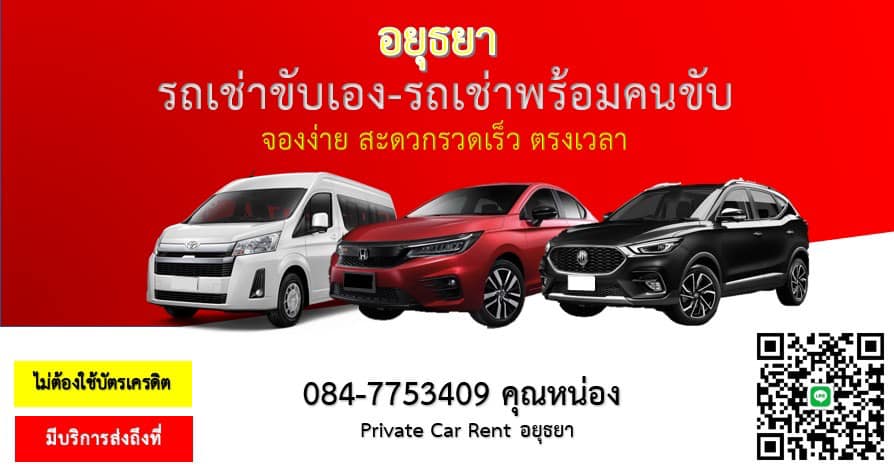 อยุธยา
รถเช่าขับเอง-รถเช่าพร้อมคนขับ
จองง่าย สะดวกรวดเร็ว ตรงเวลา
ไม่ต้องใช้บัตรเครดิต
มีบริการส่งถึงที่
084-7753409 คุณหน่อง
Private Car Rent อยุธยา
LINE